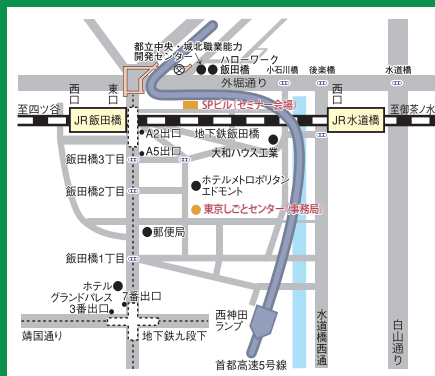 都立中央・城北職業能力
開発センター
ハローワーク
飯田橋
小石川橋
後楽橋
水道橋
外堀通り
西口
東口
SPビル(セミナー会場)
西口
至四ツ谷
JR飯田橋
JR水道橋
至御茶ノ水
A2出口
地下鉄飯田橋
A5出口
大和ハウス工業
飯田橋3丁目
ホテルメトロポリタン
エドモント
飯田橋2丁目
東京しごとセンター(事務局)
郵便局
飯田橋1丁目
ホテル
グランドパレス
7番出口
3番出口
西神田
ランプ
水道橋西通
白山通り
靖国通り
地下鉄九段下
首都高速5号線